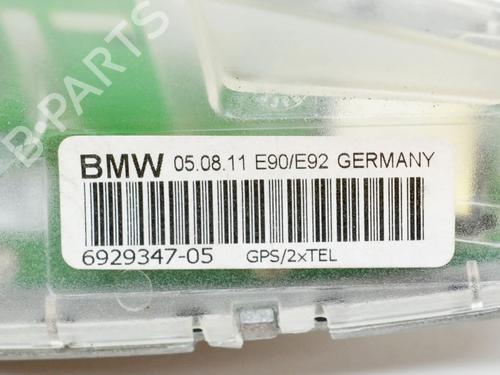 BMW 05.08.11 E90/E92 GERMANY
6929347-05 GPS/2xTEL
B-PARTS